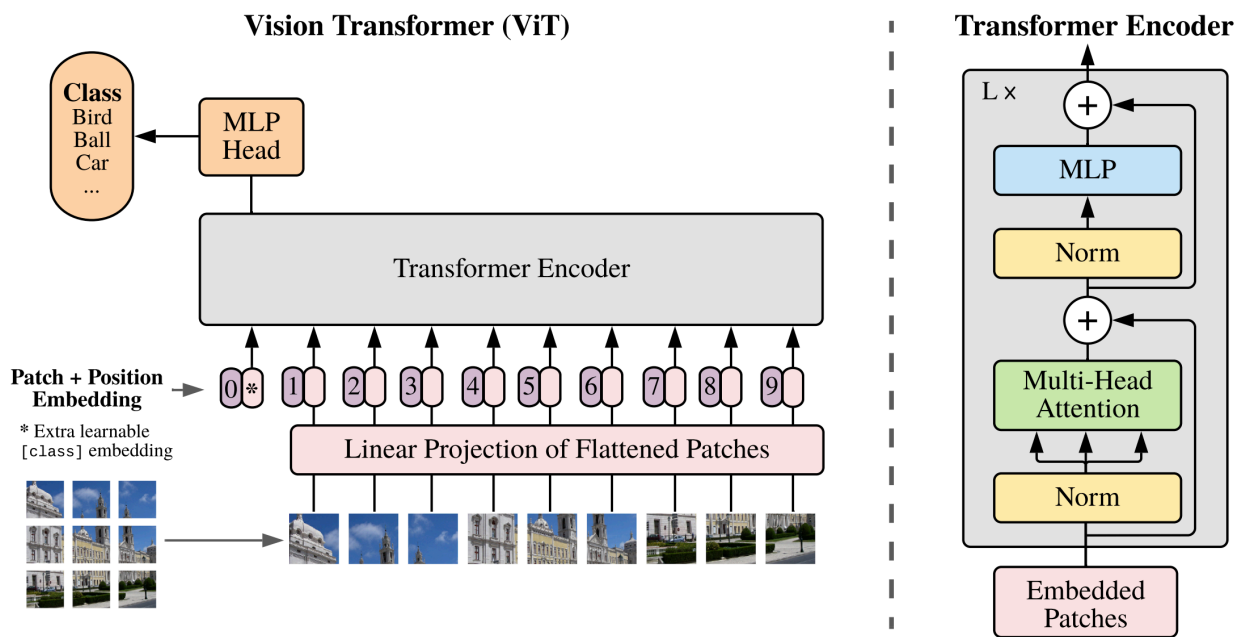 Vision Transformer (ViT)
Class
Bird
Ball
Car
...
MLP
Head
Transformer Encoder
Patch + Position
Embedding
0 * 1 2 3 4 5 6 7 8 9
* Extra learnable
[class] embedding
Linear Projection of Flattened Patches
Transformer Encoder
L ×
+
MLP
Norm
+
Multi-Head
Attention
Norm
Embedded
Patches